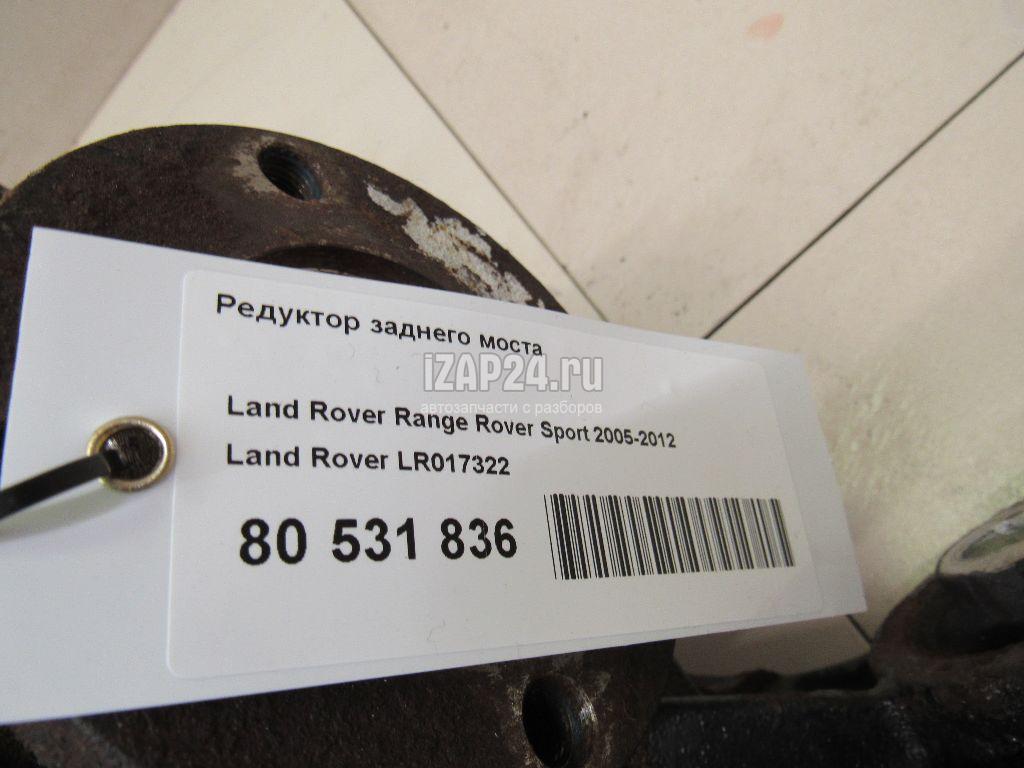 Редуктор заднего моста
iZAP24.ru
автозапчасти с разборов
Land Rover Range Rover Sport 2005-2012
Land Rover LR017322
80 531 836